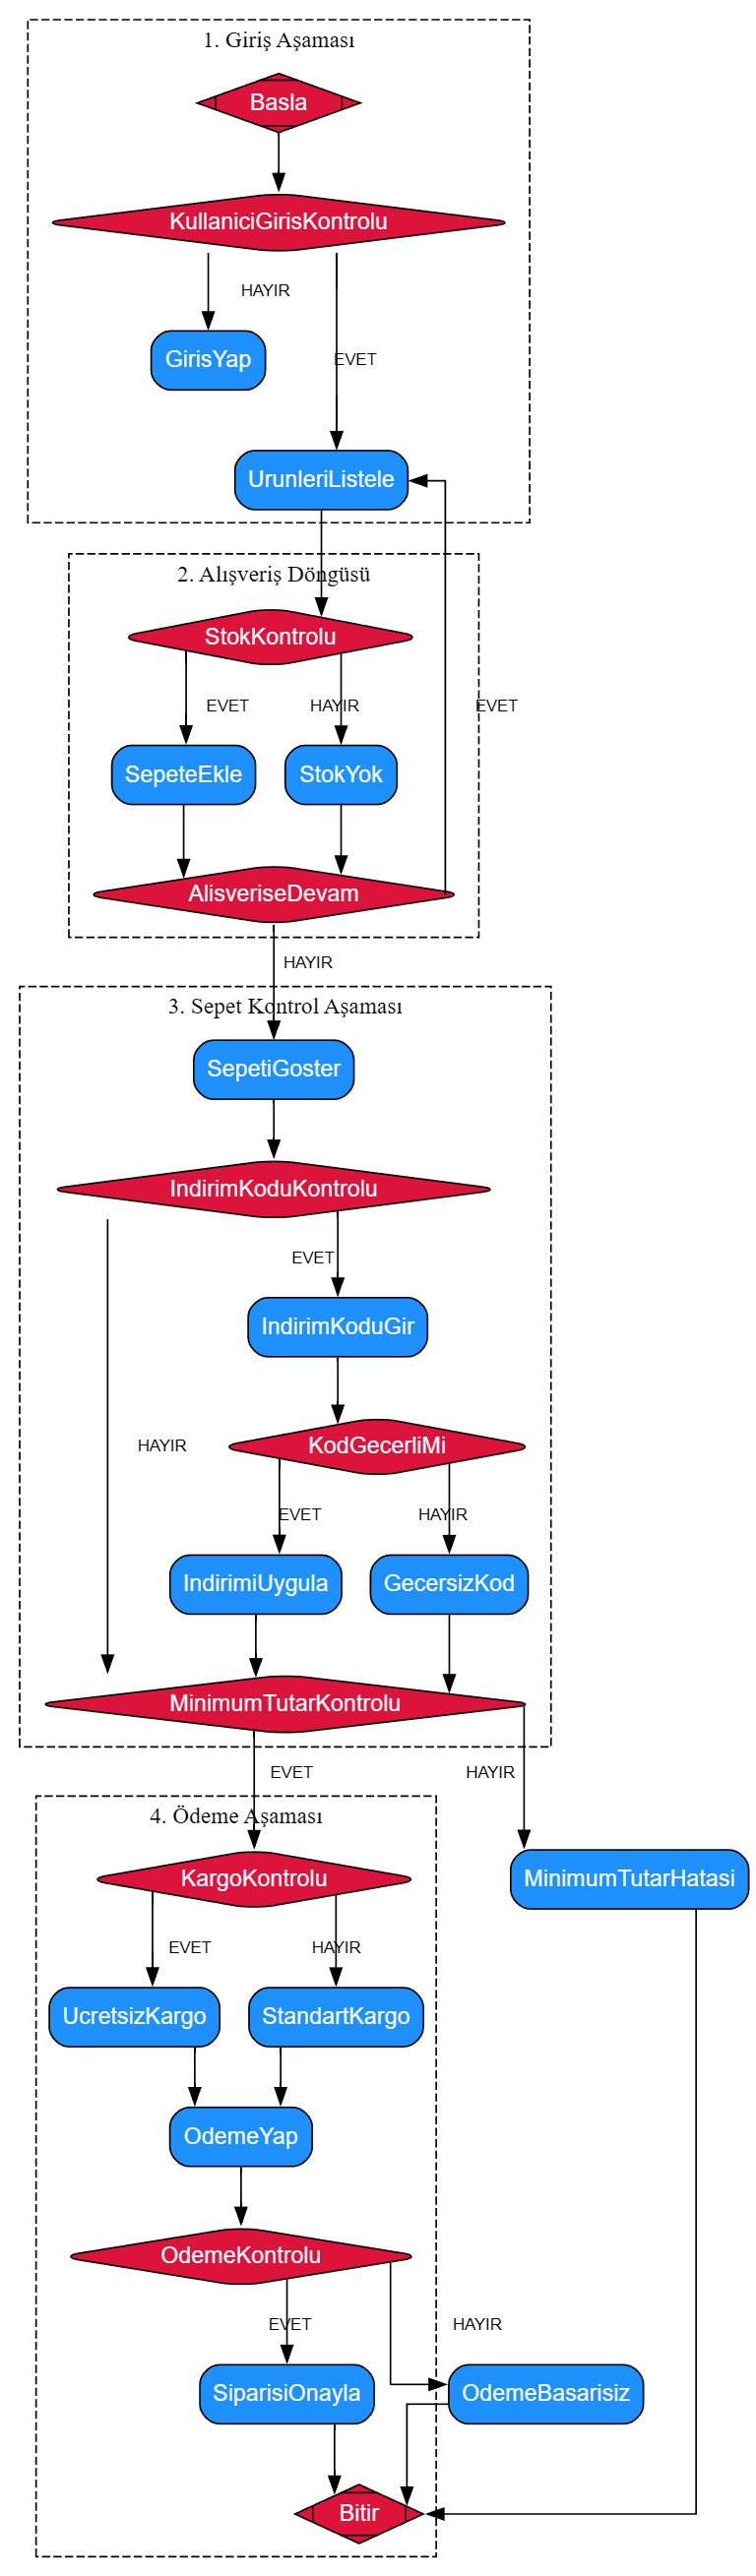 1. Giriş Aşaması
Basla
KullaniciGirisKontrolu
HAYIR
GirisYap
EVET
UrunleriListele
2. Alışveriş Döngüsü
StokKontrolu
EVET
HAYIR
EVET
SepeteEkle
StokYok
AlisveriseDevam
HAYIR
3. Sepet Kontrol Aşaması
SepetiGoster
IndirimKoduKontrolu
EVET
IndirimKoduGir
HAYIR
KodGecerliMi
EVET
HAYIR
IndirimiUygula
GecersizKod
MinimumTutarKontrolu
EVET
HAYIR
4. Ödeme Aşaması
KargoKontrolu
MinimumTutarHatasi
EVET
HAYIR
UcretsizKargo
StandartKargo
OdemeYap
OdemeKontrolu
EVET
HAYIR
SiparisiOnayla
OdemeBasarisiz
Bitir